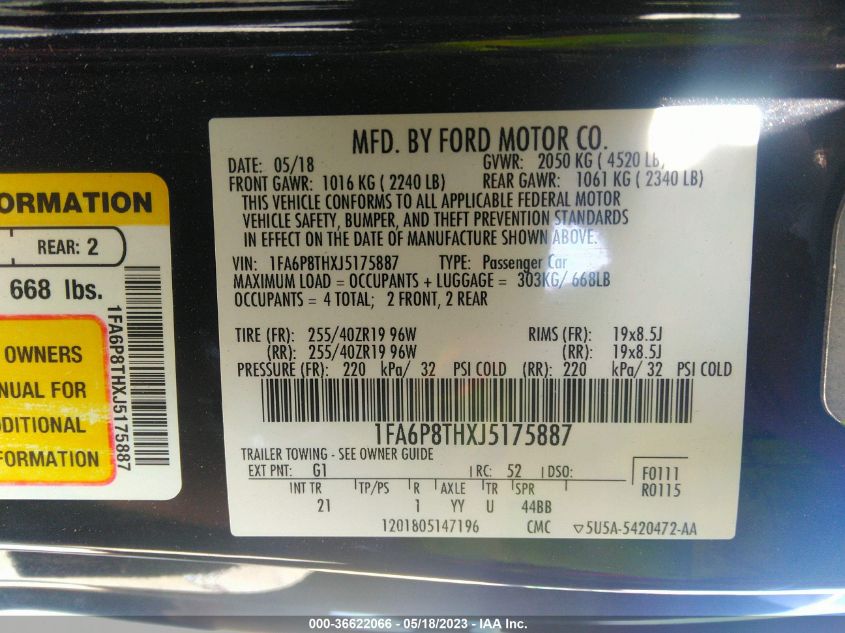 ORMATION
REAR: 2
668 lbs.
OWNERS
NUAL FOR
DDITIONAL
FORMATION
1FA6P8THXJ5175887
MFD. BY FORD MOTOR CO.
DATE: 05/18 GVWR: 2050 KG ( 4520 LB)
FRONT GAWR: 1016 KG ( 2240 LB) REAR GAWR: 1061 KG ( 2340 LB)
THIS VEHICLE CONFORMS TO ALL APPLICABLE FEDERAL MOTOR
VEHICLE SAFETY, BUMPER, AND THEFT PREVENTION STANDARDS
IN EFFECT ON THE DATE OF MANUFACTURE SHOWN ABOVE.
VIN: 1FA6P8THXJ5175887 TYPE: Passenger Car
MAXIMUM LOAD = OCCUPANTS + LUGGAGE = 303KG/ 668LB
OCCUPANTS = 4 TOTAL; 2 FRONT, 2 REAR
TIRE (FR): 255/40ZR19 96W RIMS (FR): 19x8.5J
(RR): 255/40ZR19 96W (RR): 19x8.5J
PRESSURE (FR): 220 kPa/ 32 PSI COLD (RR): 220 kPa/ 32 PSI COLD
1FA6P8THXJ5175887
TRAILER TOWING - SEE OWNER GUIDE
EXT PNT: G1 RC: 52 DSO: F0111
R0115
INT TR TP/PS R AXLE TR SPR
21 1 YY U 44BB
1201805147196 CMC ▽5U5A-5420472-AA
000-36622066 - 05/18/2023 - IAA Inc.